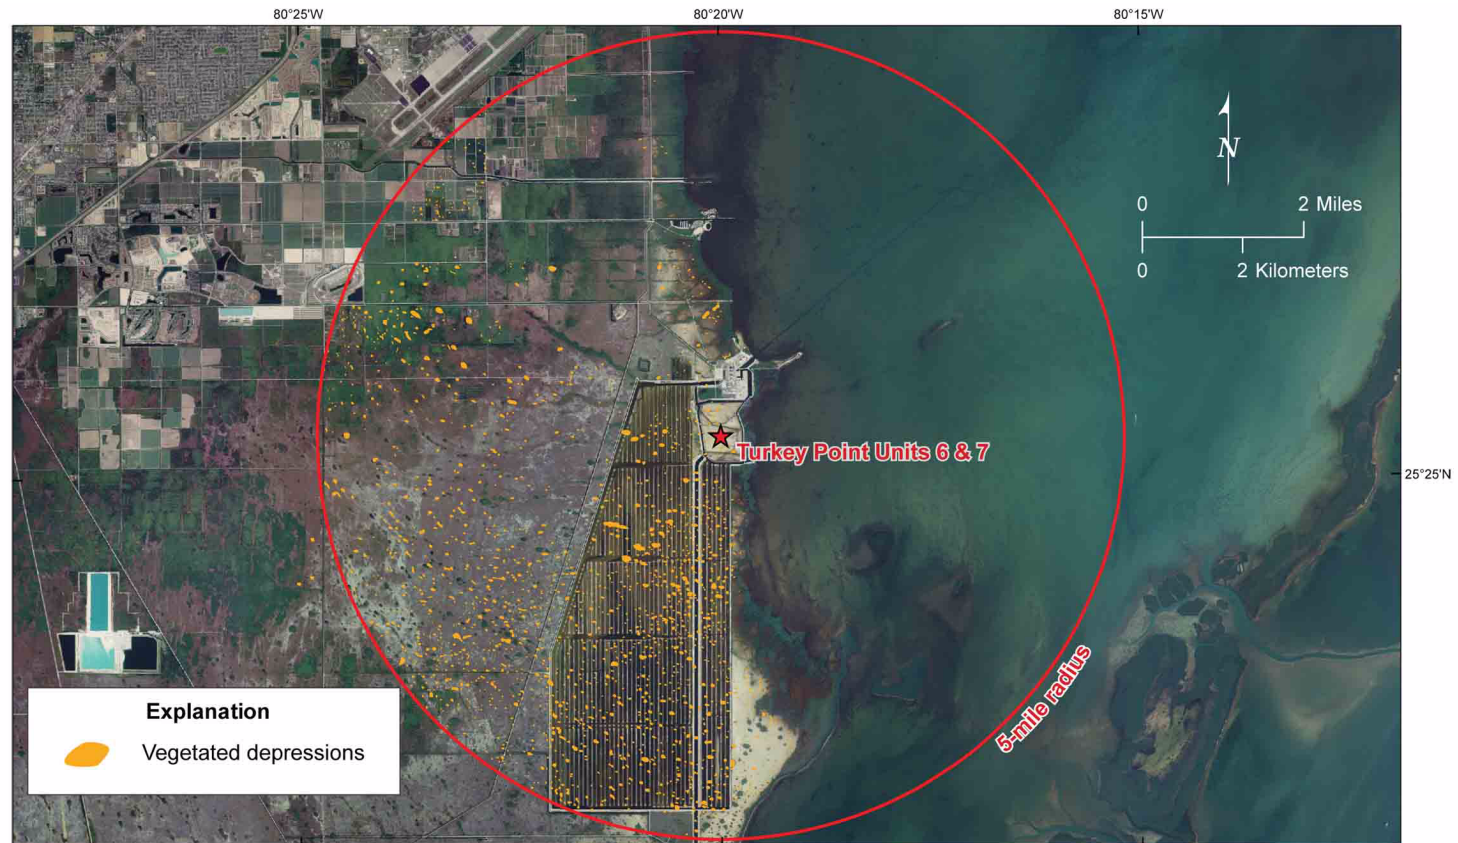 80°25'W
80°20'W
80°15'W
N
0 2 Miles
0 2 Kilometers
Turkey Point Units 6 & 7
25°25'N
5-mile radius
Explanation
Vegetated depressions